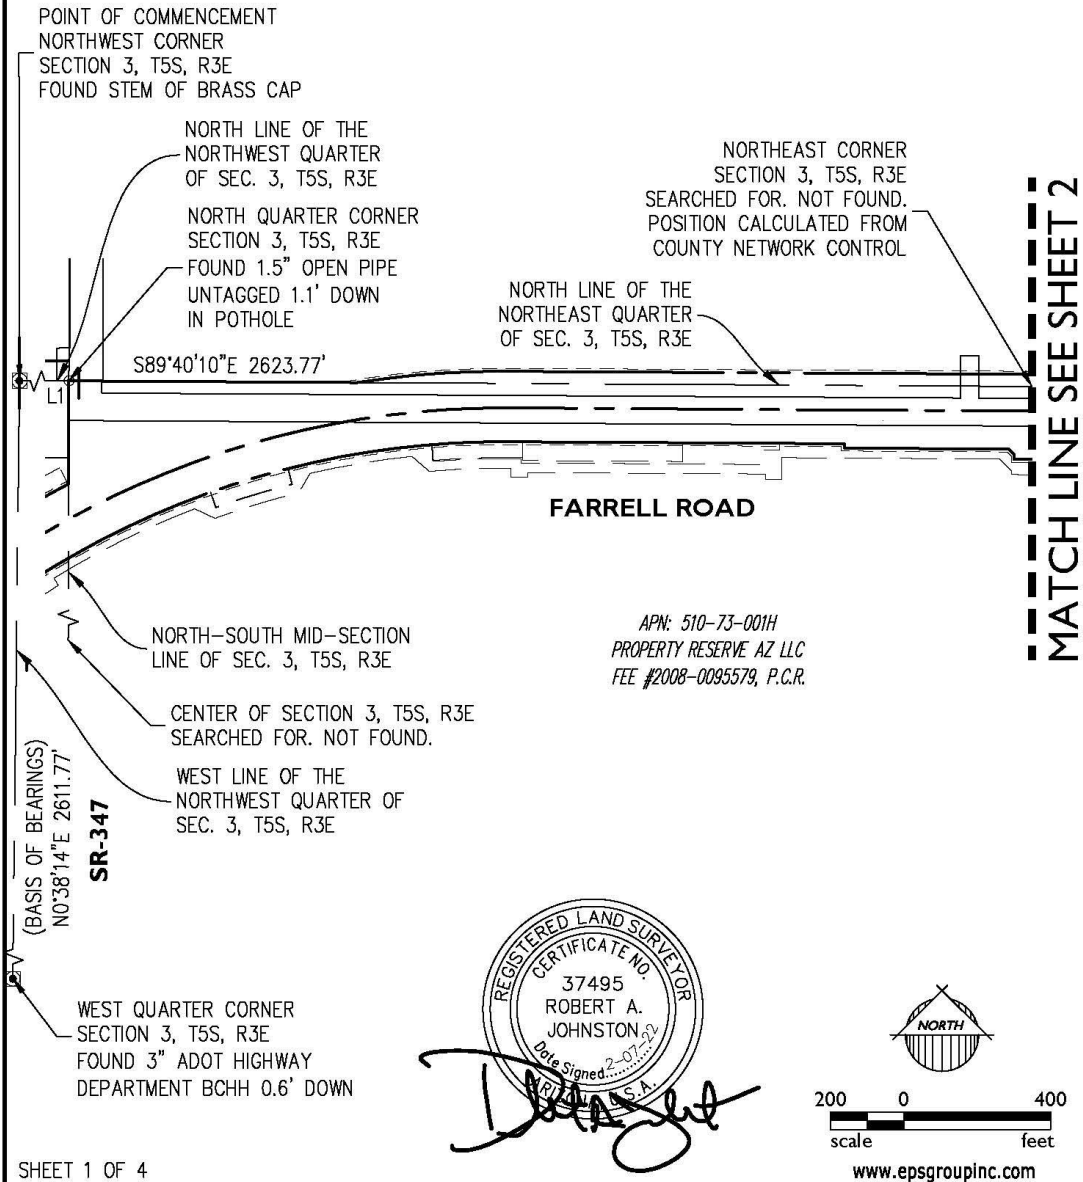 POINT OF COMMENCEMENT
NORTHWEST CORNER
SECTION 3, T5S, R3E
FOUND STEM OF BRASS CAP
NORTH LINE OF THE
NORTHWEST QUARTER
OF SEC. 3, T5S, R3E
NORTH QUARTER CORNER
SECTION 3, T5S, R3E
FOUND 1.5" OPEN PIPE
UNTAGGED 1.1' DOWN
IN POTHOLE
NORTHEAST CORNER
SECTION 3, T5S, R3E
SEARCHED FOR. NOT FOUND.
POSITION CALCULATED FROM
COUNTY NETWORK CONTROL
NORTH LINE OF THE
NORTHEAST QUARTER
OF SEC. 3, T5S, R3E
S89°40'10"E 2623.77'
L1
MATCH LINE SEE SHEET 2
FARRELL ROAD
APN: 510-73-001H
PROPERTY RESERVE AZ LLC
FEE #2008-0095579, P.C.R.
NORTH-SOUTH MID-SECTION
LINE OF SEC. 3, T5S, R3E
CENTER OF SECTION 3, T5S, R3E
SEARCHED FOR. NOT FOUND.
WEST LINE OF THE
NORTHWEST QUARTER OF
SEC. 3, T5S, R3E
(BASIS OF BEARINGS)
N0°38'14"E 2611.77'
SR-347
WEST QUARTER CORNER
SECTION 3, T5S, R3E
FOUND 3" ADOT HIGHWAY
DEPARTMENT BCHH 0.6' DOWN
REGISTERED LAND SURVEYOR
CERTIFICATE NO.
37495
ROBERT A.
JOHNSTON
Date Signed 2-07-22
ARIZONA U.S.A.
NORTH
200 0 400
scale feet
www.epsgroupinc.com
SHEET 1 OF 4